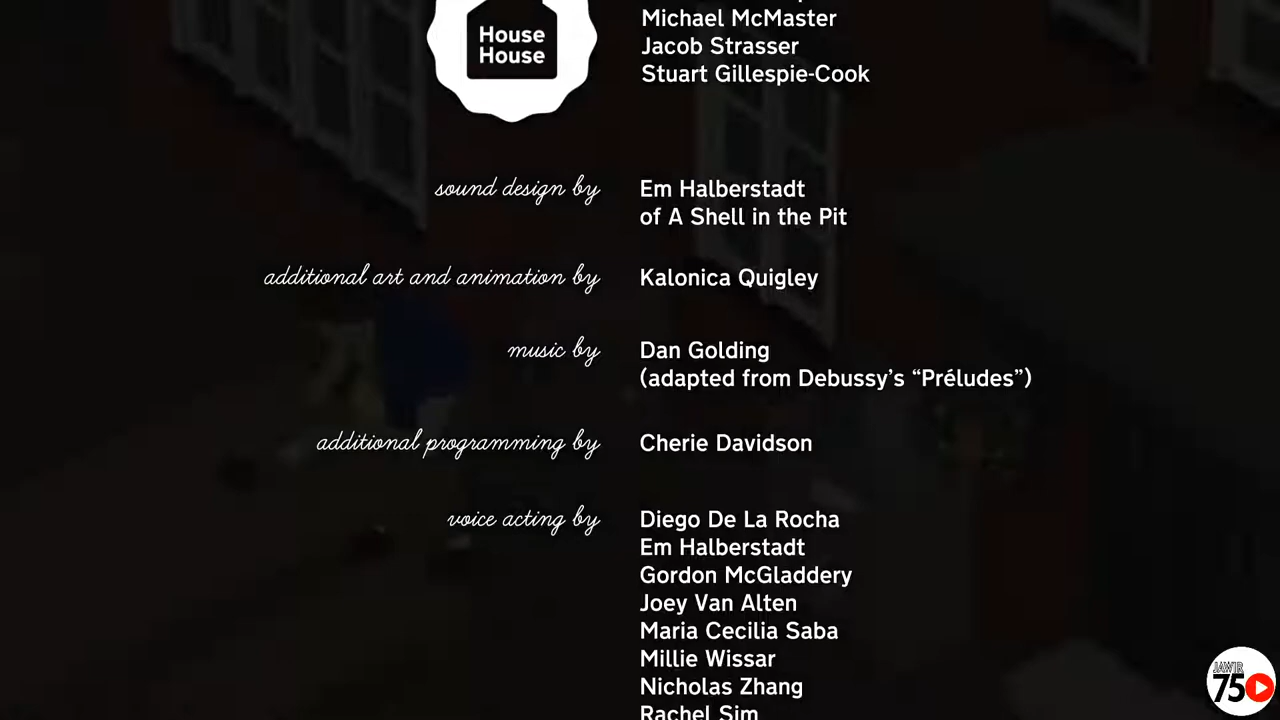 House
House
Michael McMaster
Jacob Strasser
Stuart Gillespie-Cook
sound design by
Em Halberstadt
of A Shell in the Pit
additional art and animation by
Kalonica Quigley
music by
Dan Golding
(adapted from Debussy’s “Préludes”)
additional programming by
Cherie Davidson
voice acting by
Diego De La Rocha
Em Halberstadt
Gordon McGladdery
Joey Van Alten
Maria Cecilia Saba
Millie Wissar
Nicholas Zhang
Rachel Sim
JAWIR
75